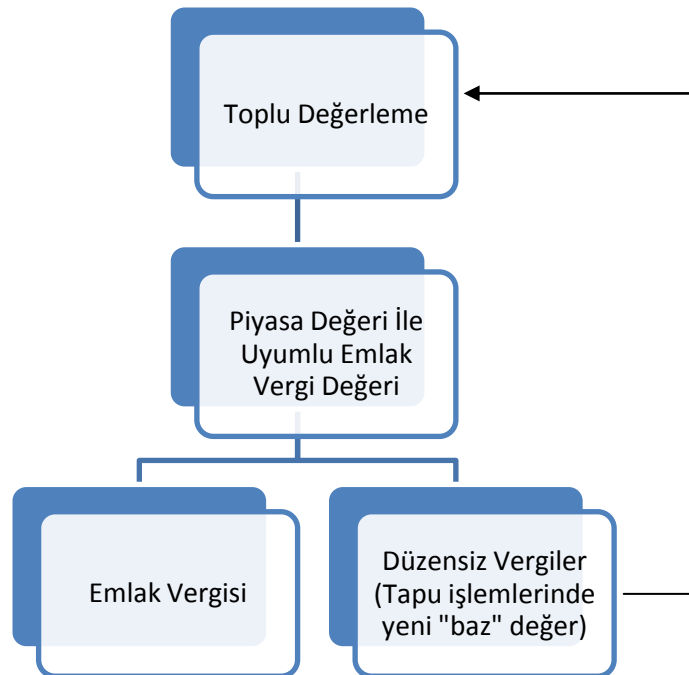 Toplu Değerleme
Piyasa Değeri İle
Uyumlu Emlak
Vergi Değeri
Emlak Vergisi
Düzensiz Vergiler
(Tapu işlemlerinde
yeni "baz" değer)